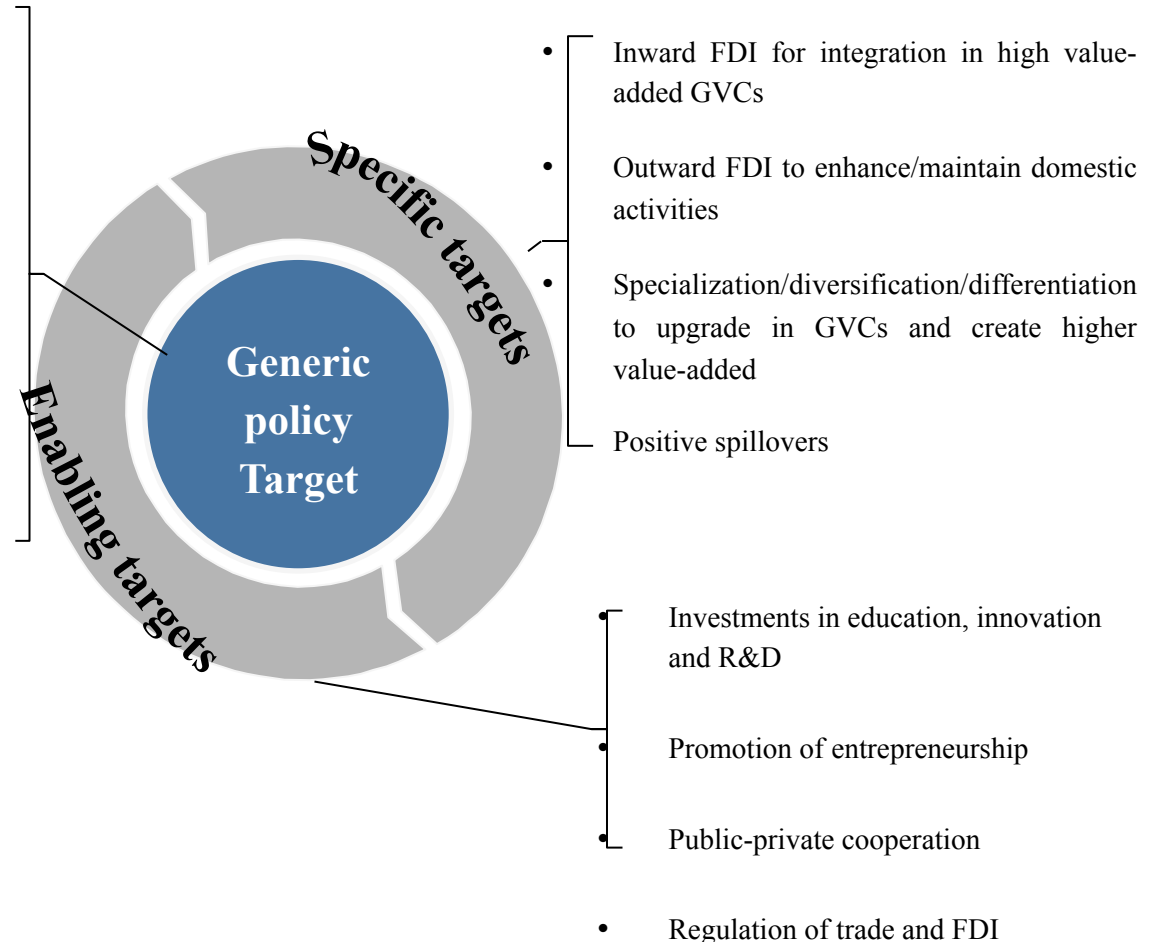 • Inward FDI for integration in high value-
added GVCs
• Outward FDI to enhance/maintain domestic
activities
• Specialization/diversification/differentiation
to upgrade in GVCs and create higher
value-added
Positive spillovers
Specific targets
Generic
policy
Target
Enabling targets
• Investments in education, innovation
and R&D
• Promotion of entrepreneurship
• Public-private cooperation
• Regulation of trade and FDI